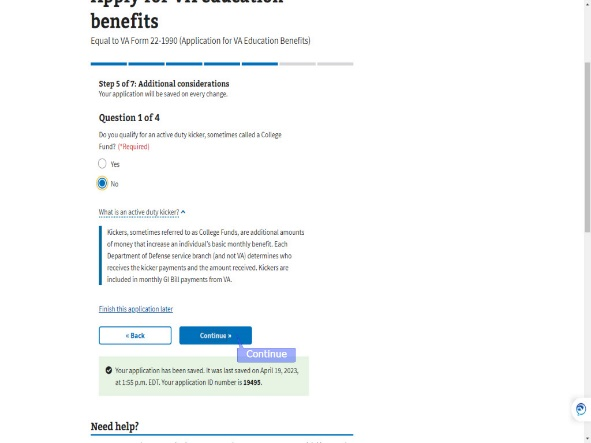 Apply for VA education
benefits
Equal to VA Form 22-1990 (Application for VA Education Benefits)
Step 5 of 7: Additional considerations
Your application will be saved on every change.
Question 1 of 4
Do you qualify for an active duty kicker, sometimes called a College
Fund? (*Required)
Yes
No
What is an active duty kicker?
Kickers, sometimes referred to as College Funds, are additional amounts
of money that increase an individual's basic monthly benefit. Each
Department of Defense service branch (and not VA) determines who
receives the kicker payments and the amount received. Kickers are
included in monthly GI Bill payments from VA.
Finish this application later
« Back
Continue »
Continue
Your application has been saved. It was last saved on April 19, 2023,
at 1:55 p.m. EDT. Your application ID number is 19495.
Need help?